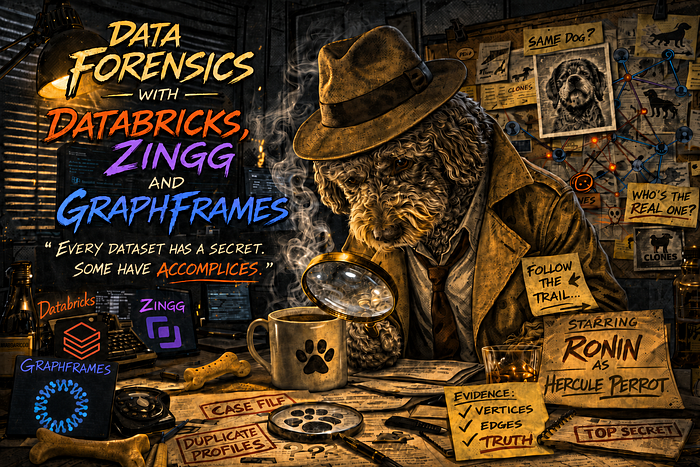 DATA
FORENSICS
WITH
DATABRICKS,
ZINGG
AND
GRAPHFRAMES
“ EVERY DATASET HAS A SECRET.
SOME HAVE ACCOMPLICES.”
Databricks
ZINGG
GRAPHFRAMES
SAME DOG?
CLONES
WHO'S THE
REAL ONE?
CLONES
FOLLOW
THE
TRAIL...
STARRING
RONIN
AS
HERCULE PERROT
EVIDENCE:
✓ VERTICES
✓ EDGES
✓ TRUTH
TOP SECRET
CASE FILE
DUPLICATE
PROFILES